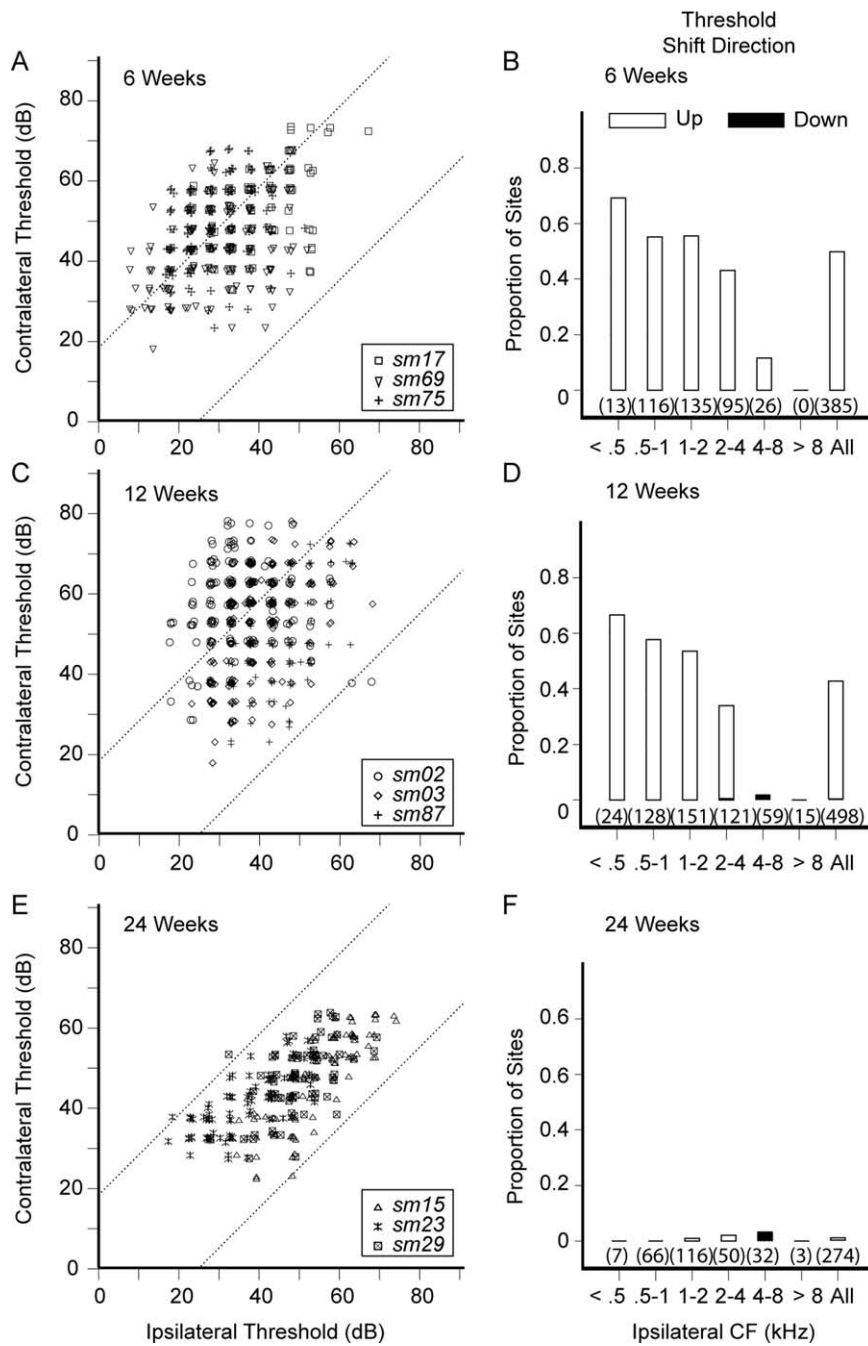 Threshold
Shift Direction
A
6 Weeks
80
60
40
20
0
0 20 40 60 80
Contralateral Threshold (dB)
sm17
sm69
sm75
B
6 Weeks
Up Down
0.8
0.6
0.4
0.2
0
Proportion of Sites
(13) (116) (135) (95) (26) (0) (385)
< .5 .5-1 1-2 2-4 4-8 > 8 All
C
12 Weeks
80
60
40
20
0
0 20 40 60 80
Contralateral Threshold (dB)
sm02
sm03
sm87
D
12 Weeks
0.8
0.6
0.4
0.2
0
Proportion of Sites
(24) (128) (151) (121) (59) (15) (498)
< .5 .5-1 1-2 2-4 4-8 > 8 All
E
24 Weeks
80
60
40
20
0
0 20 40 60 80
Contralateral Threshold (dB)
Ipsilateral Threshold (dB)
sm15
sm23
sm29
F
24 Weeks
0.6
0.6
0.4
0.2
0
Proportion of Sites
(7) (66) (116) (50) (32) (3) (274)
< .5 .5-1 1-2 2-4 4-8 > 8 All
Ipsilateral CF (kHz)